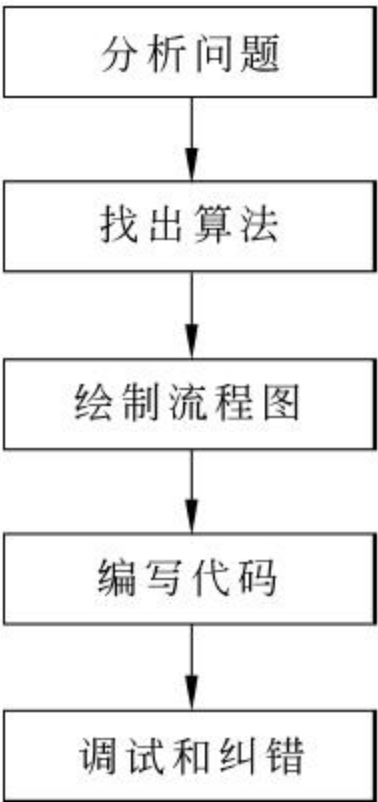 分析问题
找出算法
绘制流程图
编写代码
调试和纠错